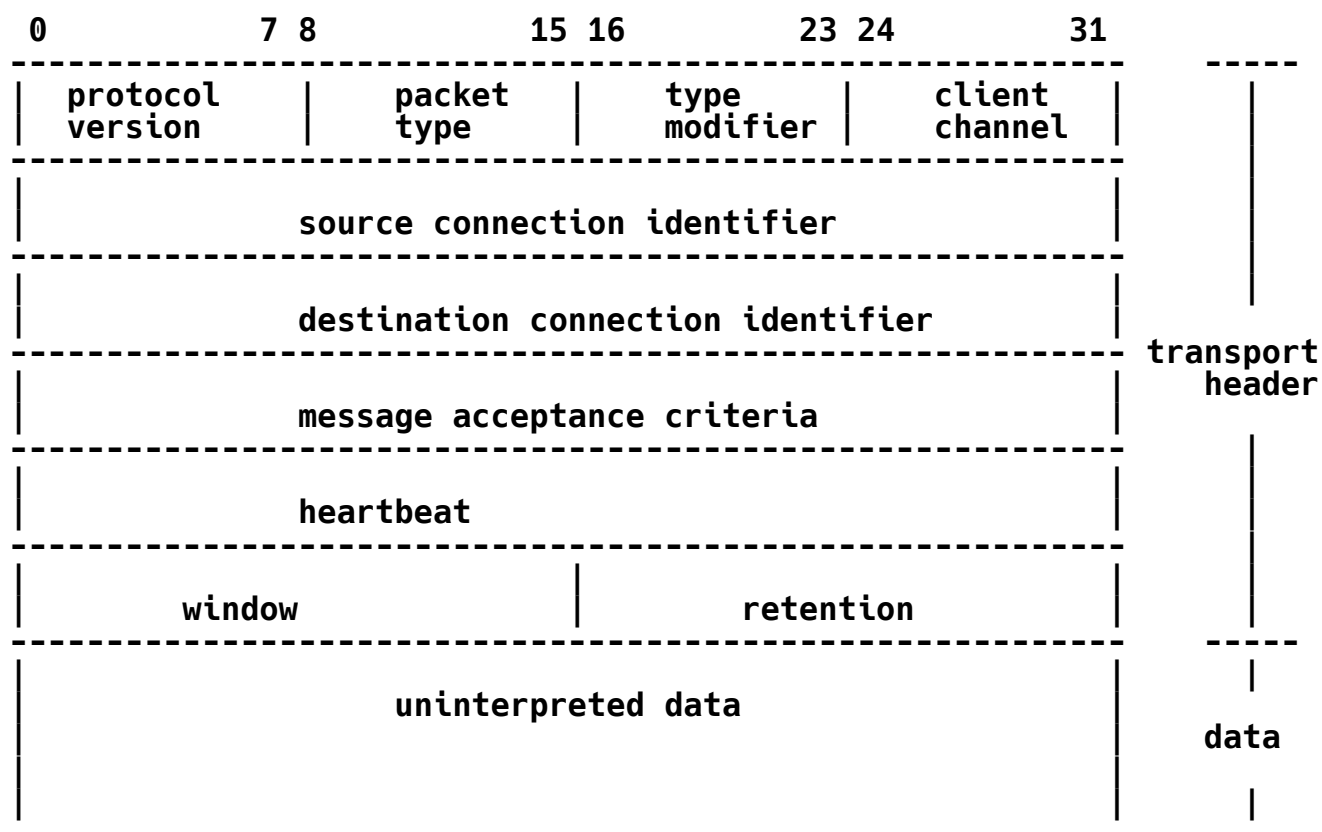 0 7 8 15 16 23 24 31
protocol packet type client
version type modifier channel
source connection identifier
destination connection identifier
transport
header
message acceptance criteria
heartbeat
window retention
uninterpreted data
data